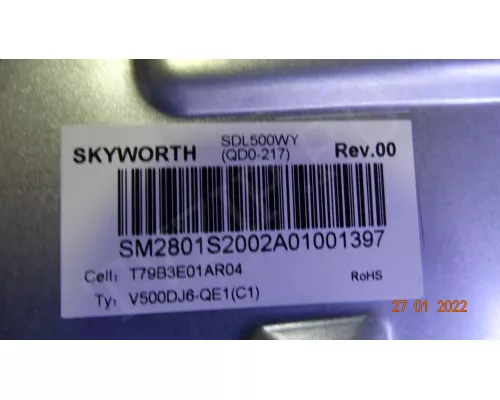 SKYWORTH SDL500WY (QD0-217) Rev.00
SM2801S2002A01001397
Cell: T79B3E01AR04 RoHS
Ty: V500DJ6-QE1(C1)
27 01 2022